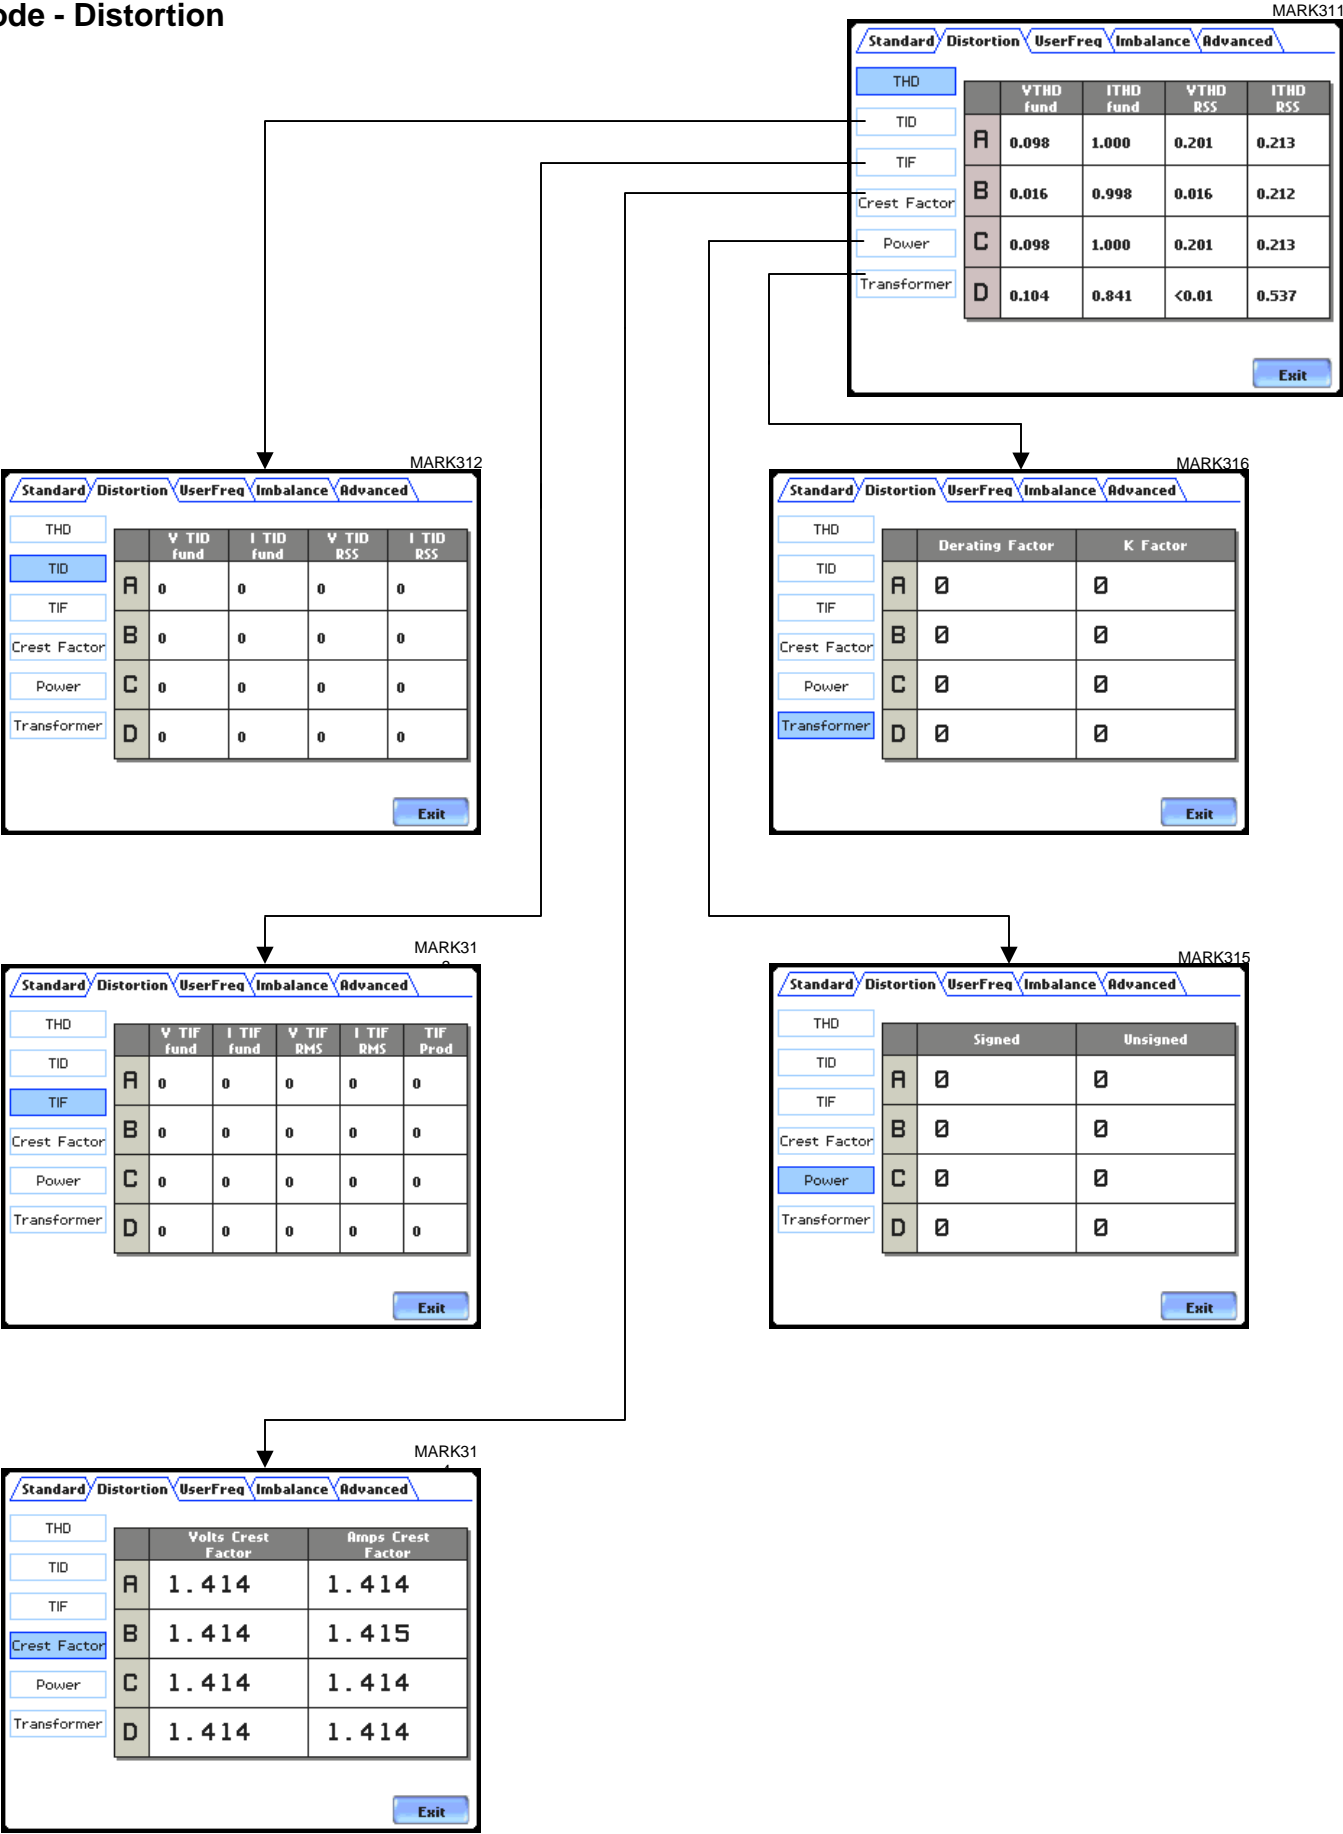 ode - Distortion
MARK311
Standard Distortion UserFreq Imbalance Advanced
THD
TID
TIF
Crest Factor
Power
Transformer
VTHD fund ITHD fund VTHD RSS ITHD RSS
A 0.098 1.000 0.201 0.213
B 0.016 0.998 0.016 0.212
C 0.098 1.000 0.201 0.213
D 0.104 0.841 <0.01 0.537
Exit
MARK312
Standard Distortion UserFreq Imbalance Advanced
THD
TID
TIF
Crest Factor
Power
Transformer
V TID fund I TID fund V TID RSS I TID RSS
A 0 0 0 0
B 0 0 0 0
C 0 0 0 0
D 0 0 0 0
Exit
MARK316
Standard Distortion UserFreq Imbalance Advanced
THD
TID
TIF
Crest Factor
Power
Transformer
Derating Factor K Factor
A 0 0
B 0 0
C 0 0
D 0 0
Exit
MARK31
Standard Distortion UserFreq Imbalance Advanced
THD
TID
TIF
Crest Factor
Power
Transformer
V TIF fund I TIF fund V TIF RMS I TIF RMS TIF Prod
A 0 0 0 0 0
B 0 0 0 0 0
C 0 0 0 0 0
D 0 0 0 0 0
Exit
MARK315
Standard Distortion UserFreq Imbalance Advanced
THD
TID
TIF
Crest Factor
Power
Transformer
Signed Unsigned
A 0 0
B 0 0
C 0 0
D 0 0
Exit
MARK31
Standard Distortion UserFreq Imbalance Advanced
THD
TID
TIF
Crest Factor
Power
Transformer
Volts Crest Factor Amps Crest Factor
A 1.414 1.414
B 1.414 1.415
C 1.414 1.414
D 1.414 1.414
Exit